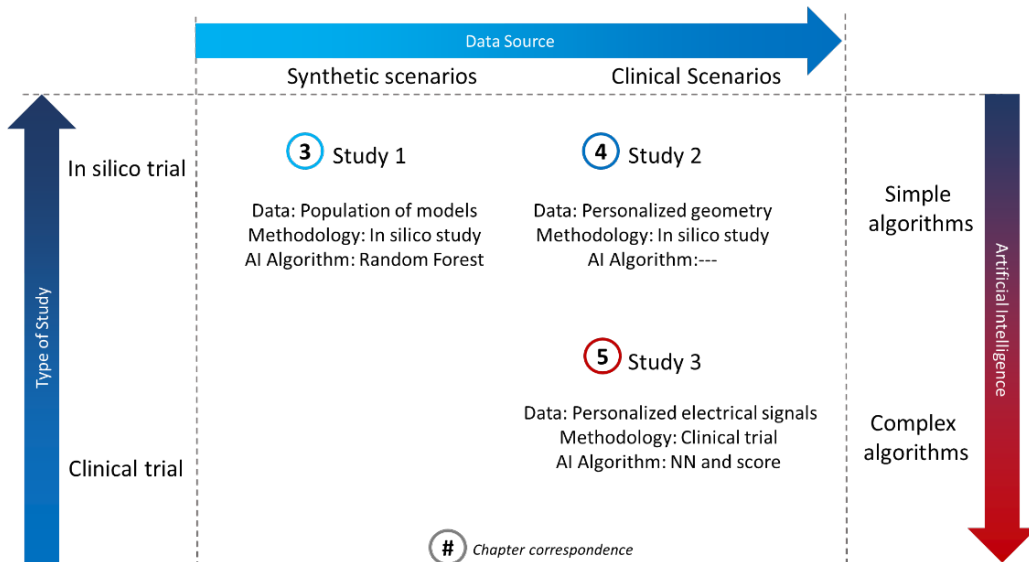 Data Source
Synthetic scenarios
Clinical Scenarios
Type of Study
In silico trial
Clinical trial
3 Study 1
Data: Population of models
Methodology: In silico study
AI Algorithm: Random Forest
4 Study 2
Data: Personalized geometry
Methodology: In silico study
AI Algorithm:---
5 Study 3
Data: Personalized electrical signals
Methodology: Clinical trial
AI Algorithm: NN and score
Simple
algorithms
Complex
algorithms
Artificial Intelligence
# Chapter correspondence